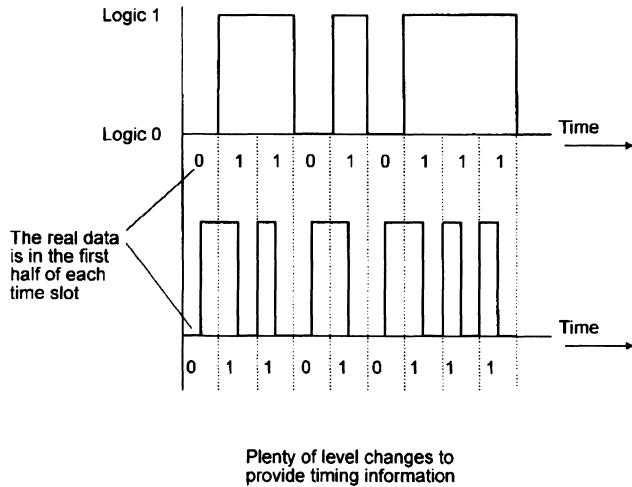 Logic 1
Logic 0
Time
0 1 1 0 1 0 1 1 1
The real data
is in the first
half of each
time slot
Time
0 1 1 0 1 0 1 1 1
Plenty of level changes to
provide timing information